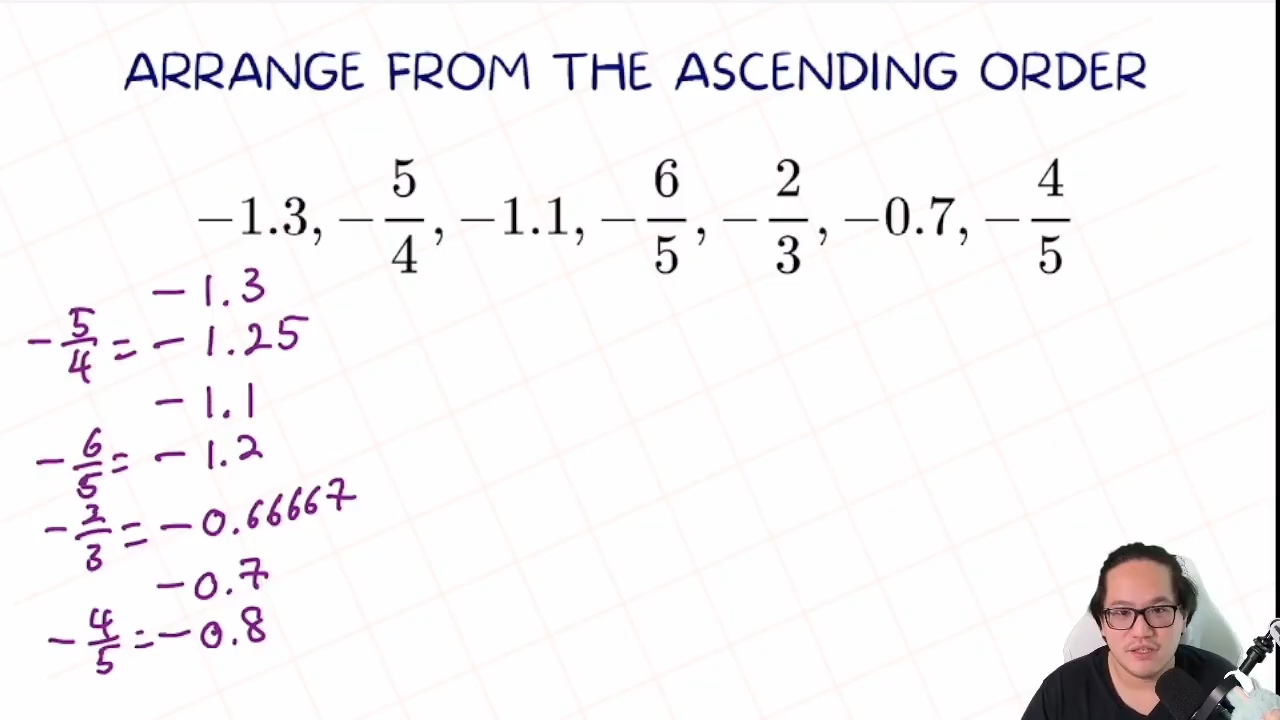 ARRANGE FROM THE ASCENDING ORDER
−1.3, −5/4, −1.1, −6/5, −2/3, −0.7, −4/5
−1.3
−5/4 = −1.25
−1.1
−6/5 = −1.2
−2/3 = −0.66667
−0.7
−4/5 = −0.8